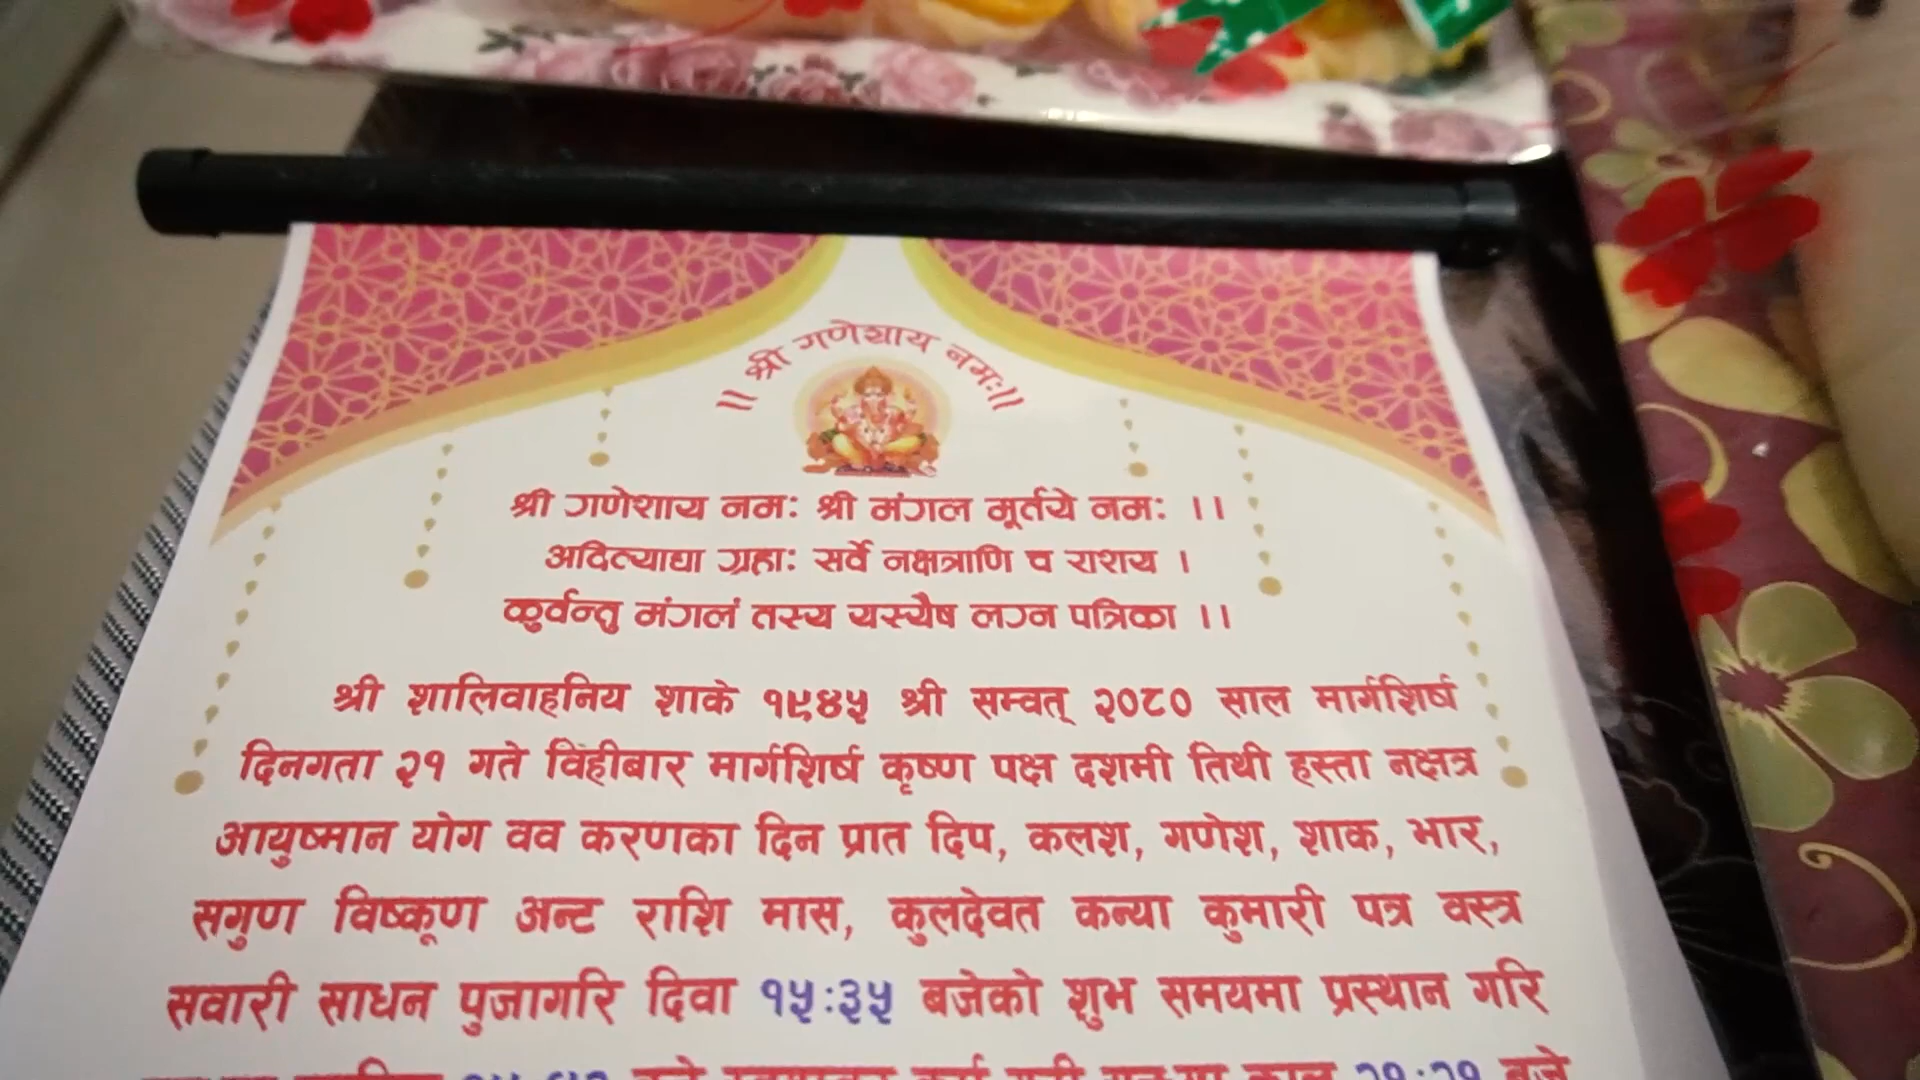 ॥ श्री गणेशाय नमः॥
श्री गणेशाय नमः श्री मंगल मूर्तये नमः ।।
अदित्याद्या ग्रहाः सर्वे नक्षत्राणि च राशय ।
कुर्वन्तु मंगलं तस्य यस्यैष लग्न पत्रिका ।।
श्री शालिवाहनिय शाके १९४५ श्री सम्वत् २०८० साल मार्गशिर्ष
दिनगता २१ गते विहीबार मार्गशिर्ष कृष्ण पक्ष दशमी तिथी हस्ता नक्षत्र
आयुष्मान योग वव करणका दिन प्रात दिप, कलश, गणेश, शाक, भार,
सगुण विष्कूण अन्ट राशि मास, कुलदेवत कन्या कुमारी पत्र वस्त्र
सवारी साधन पुजागरि दिवा १५:३५ बजेको शुभ समयमा प्रस्थान गरि